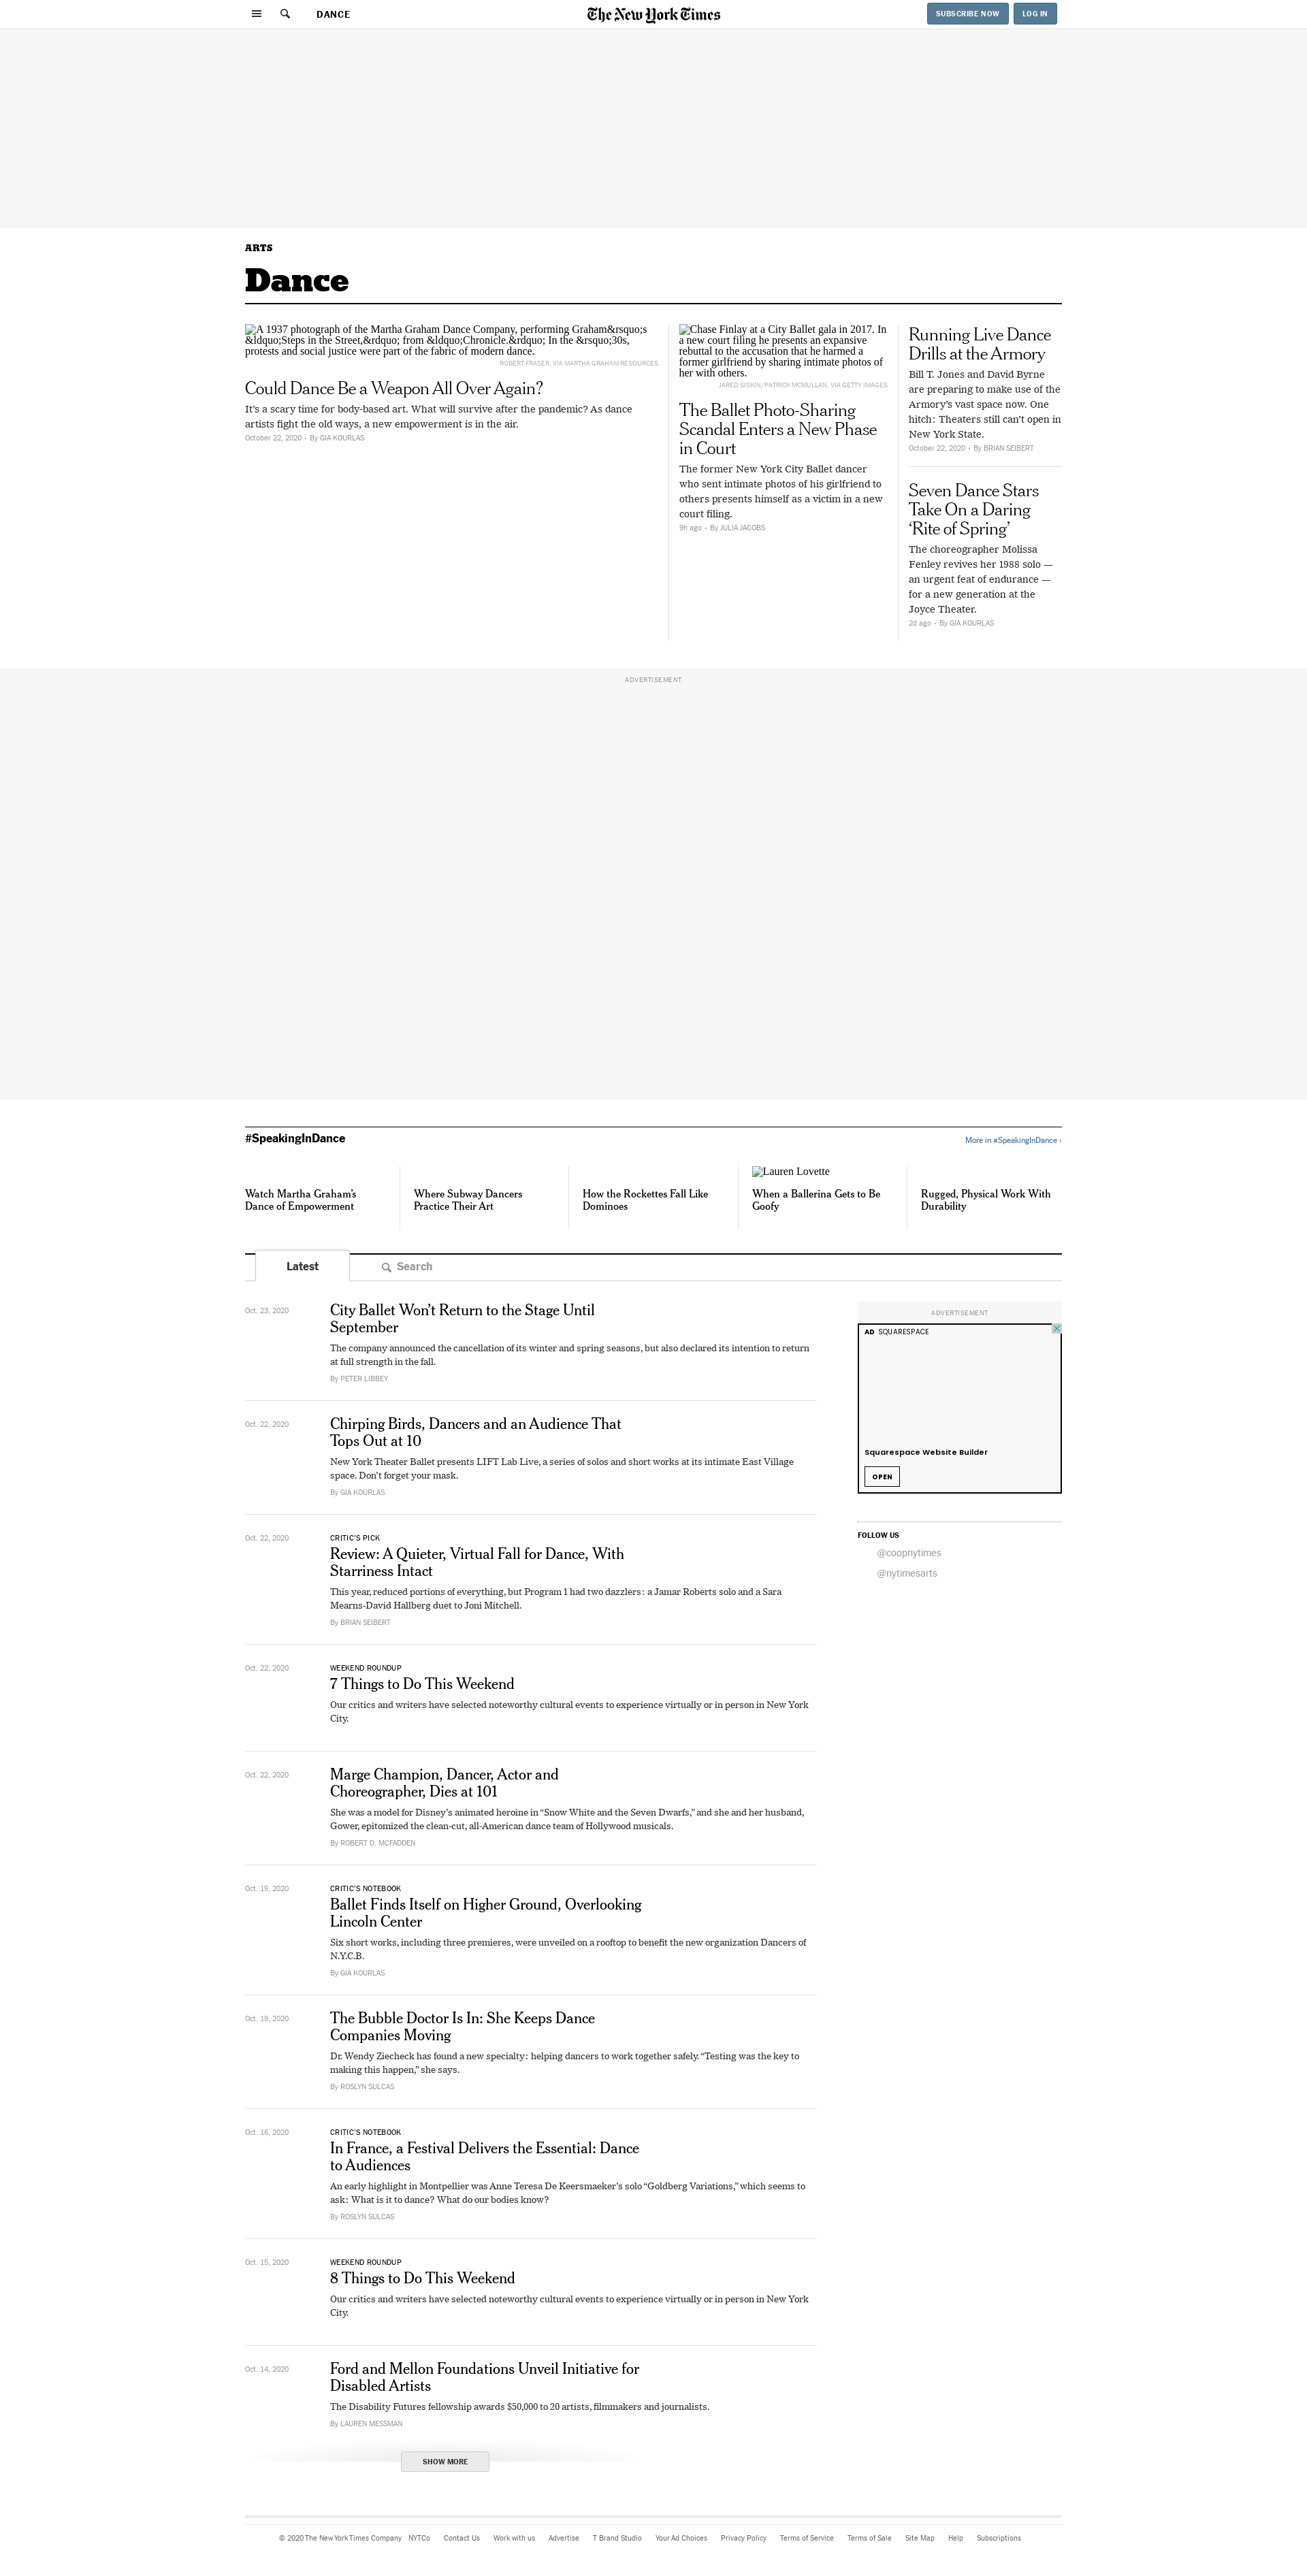 DANCE
The New York Times
SUBSCRIBE NOW
LOG IN
ARTS
Dance
A 1937 photograph of the Martha Graham Dance Company, performing Graham&rsquo;s
&ldquo;Steps in the Street,&rdquo; from &ldquo;Chronicle.&rdquo; In the &rsquo;30s,
protests and social justice were part of the fabric of modern dance.
ROBERT FRASER; VIA MARTHA GRAHAM RESOURCES
Could Dance Be a Weapon All Over Again?
It’s a scary time for body-based art. What will survive after the pandemic? As dance
artists fight the old ways, a new empowerment is in the air.
October 22, 2020 • By GIA KOURLAS
Chase Finlay at a City Ballet gala in 2017. In
a new court filing he presents an expansive
rebuttal to the accusation that he harmed a
former girlfriend by sharing intimate photos of
her with others.
JARED SISKIN/PATRICK MCMULLAN, VIA GETTY IMAGES
The Ballet Photo-Sharing
Scandal Enters a New Phase
in Court
The former New York City Ballet dancer
who sent intimate photos of his girlfriend to
others presents himself as a victim in a new
court filing.
9h ago • By JULIA JACOBS
Running Live Dance
Drills at the Armory
Bill T. Jones and David Byrne
are preparing to make use of the
Armory’s vast space now. One
hitch: Theaters still can’t open in
New York State.
October 22, 2020 • By BRIAN SEIBERT
Seven Dance Stars
Take On a Daring
‘Rite of Spring’
The choreographer Molissa
Fenley revives her 1988 solo —
an urgent feat of endurance —
for a new generation at the
Joyce Theater.
2d ago • By GIA KOURLAS
ADVERTISEMENT
#SpeakingInDance
More in #SpeakingInDance ›
Watch Martha Graham’s
Dance of Empowerment
Where Subway Dancers
Practice Their Art
How the Rockettes Fall Like
Dominoes
Lauren Lovette
When a Ballerina Gets to Be
Goofy
Rugged, Physical Work With
Durability
Latest
Search
Oct. 23, 2020
City Ballet Won’t Return to the Stage Until
September
The company announced the cancellation of its winter and spring seasons, but also declared its intention to return
at full strength in the fall.
By PETER LIBBEY
Oct. 22, 2020
Chirping Birds, Dancers and an Audience That
Tops Out at 10
New York Theater Ballet presents LIFT Lab Live, a series of solos and short works at its intimate East Village
space. Don’t forget your mask.
By GIA KOURLAS
Oct. 22, 2020
CRITIC’S PICK
Review: A Quieter, Virtual Fall for Dance, With
Starriness Intact
This year, reduced portions of everything, but Program 1 had two dazzlers: a Jamar Roberts solo and a Sara
Mearns-David Hallberg duet to Joni Mitchell.
By BRIAN SEIBERT
Oct. 22, 2020
WEEKEND ROUNDUP
7 Things to Do This Weekend
Our critics and writers have selected noteworthy cultural events to experience virtually or in person in New York
City.
Oct. 22, 2020
Marge Champion, Dancer, Actor and
Choreographer, Dies at 101
She was a model for Disney’s animated heroine in “Snow White and the Seven Dwarfs,” and she and her husband,
Gower, epitomized the clean-cut, all-American dance team of Hollywood musicals.
By ROBERT D. MCFADDEN
Oct. 19, 2020
CRITIC’S NOTEBOOK
Ballet Finds Itself on Higher Ground, Overlooking
Lincoln Center
Six short works, including three premieres, were unveiled on a rooftop to benefit the new organization Dancers of
N.Y.C.B.
By GIA KOURLAS
Oct. 19, 2020
The Bubble Doctor Is In: She Keeps Dance
Companies Moving
Dr. Wendy Ziecheck has found a new specialty: helping dancers to work together safely. “Testing was the key to
making this happen,” she says.
By ROSLYN SULCAS
Oct. 16, 2020
CRITIC’S NOTEBOOK
In France, a Festival Delivers the Essential: Dance
to Audiences
An early highlight in Montpellier was Anne Teresa De Keersmaeker’s solo “Goldberg Variations,” which seems to
ask: What is it to dance? What do our bodies know?
By ROSLYN SULCAS
Oct. 15, 2020
WEEKEND ROUNDUP
8 Things to Do This Weekend
Our critics and writers have selected noteworthy cultural events to experience virtually or in person in New York
City.
Oct. 14, 2020
Ford and Mellon Foundations Unveil Initiative for
Disabled Artists
The Disability Futures fellowship awards $50,000 to 20 artists, filmmakers and journalists.
By LAUREN MESSMAN
SHOW MORE
ADVERTISEMENT
AD SQUARESPACE
Squarespace Website Builder
OPEN
FOLLOW US
@coopnytimes
@nytimesarts
© 2020 The New York Times Company NYTCo Contact Us Work with us Advertise T Brand Studio Your Ad Choices Privacy Policy Terms of Service Terms of Sale Site Map Help Subscriptions